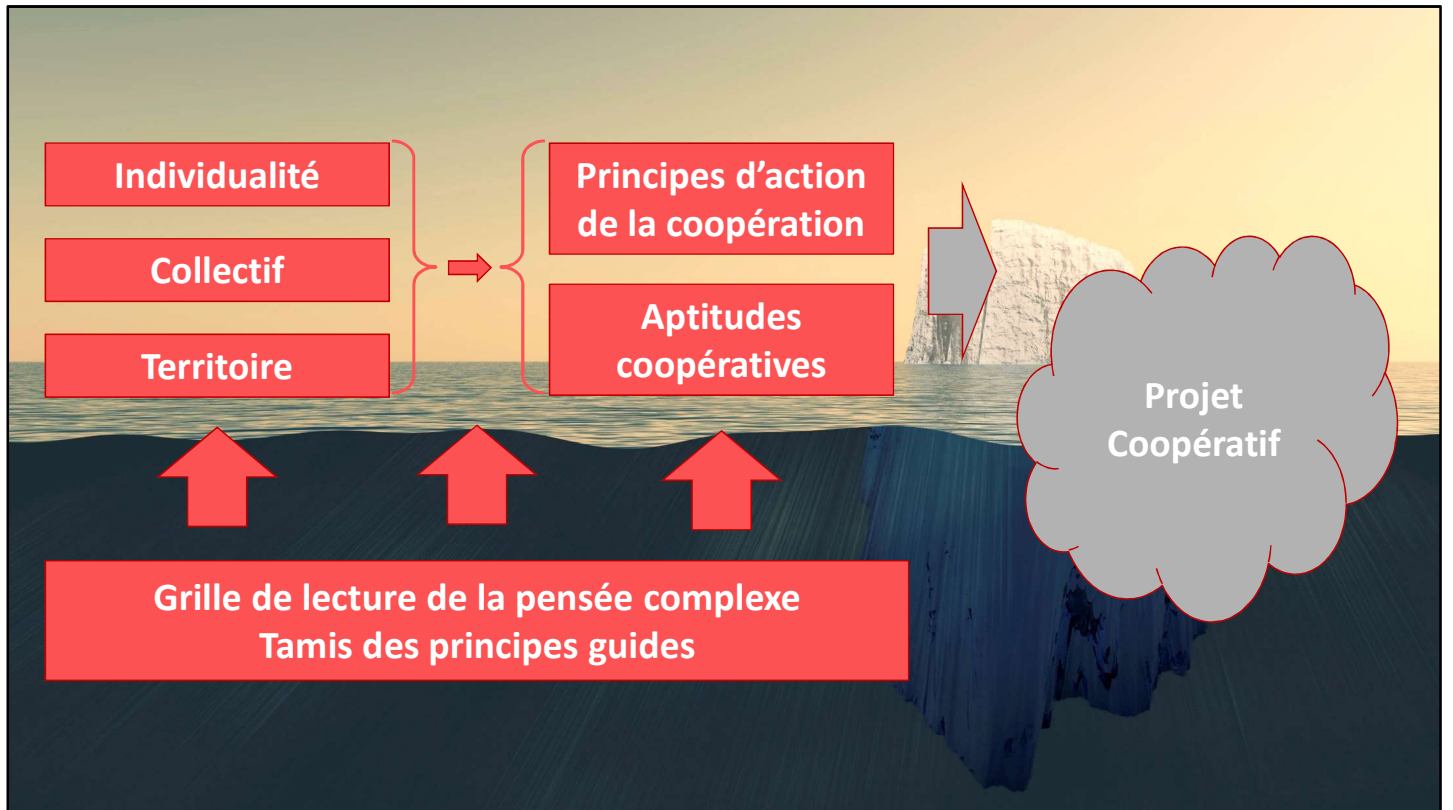 Individualité
Collectif
Territoire
Principes d’action
de la coopération
Aptitudes
coopératives
Projet
Coopératif
Grille de lecture de la pensée complexe
Tamis des principes guides